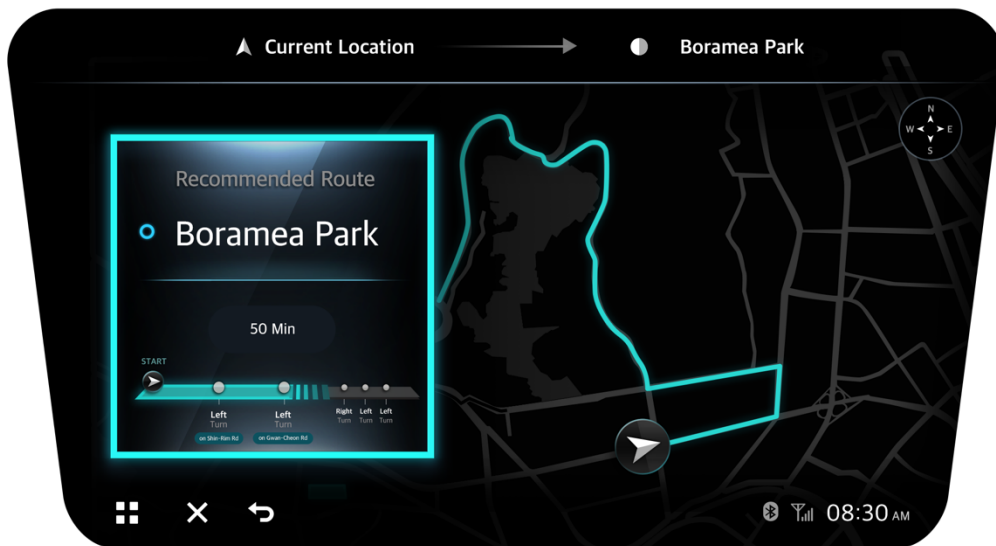 Current Location
Boramea Park
N
W E
S
Recommended Route
Boramea Park
50 Min
START
Left Left Right Left Left
Turn Turn Turn Turn Turn
on Shin-Rim Rd on Gwan-Cheon Rd
08:30 AM